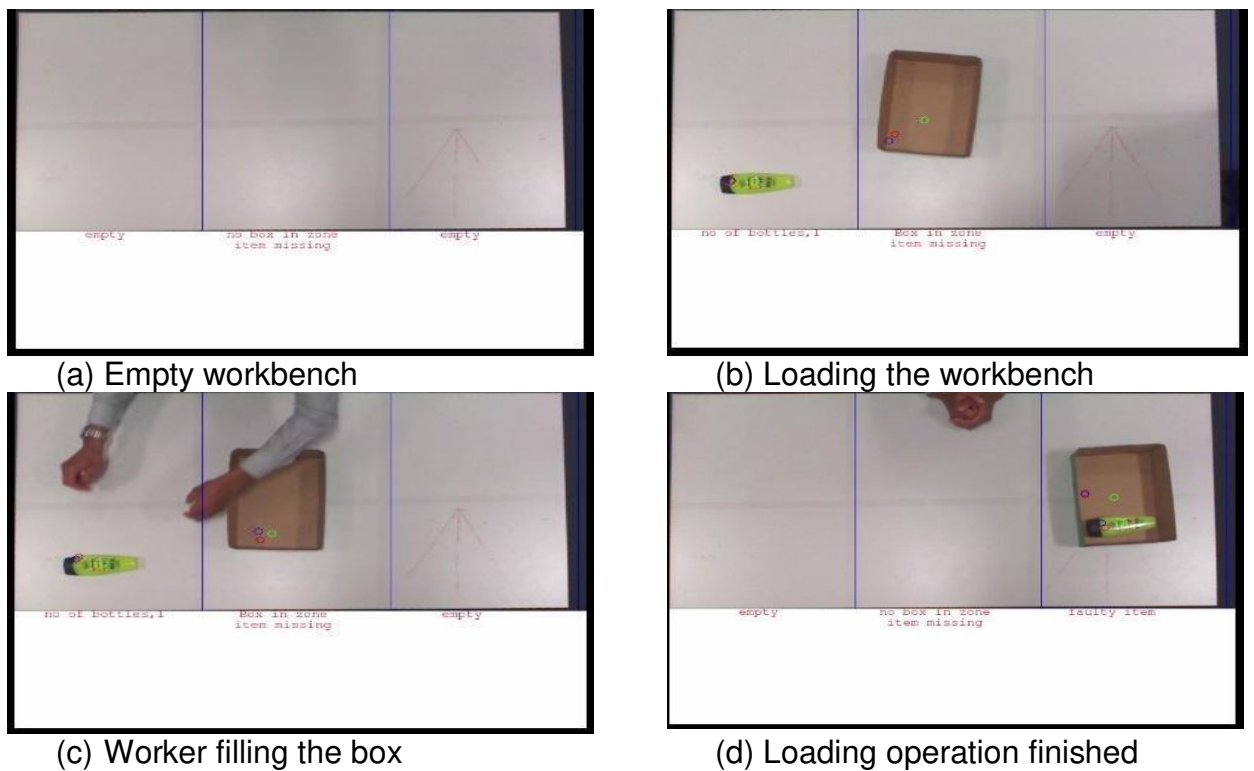 empty no box in zone empty
item missing
no of bottles,1 Box in zone empty
item missing
(a) Empty workbench
(b) Loading the workbench
no of bottles,1 Box in zone empty
item missing
empty no box in zone faulty item
item missing
(c) Worker filling the box
(d) Loading operation finished